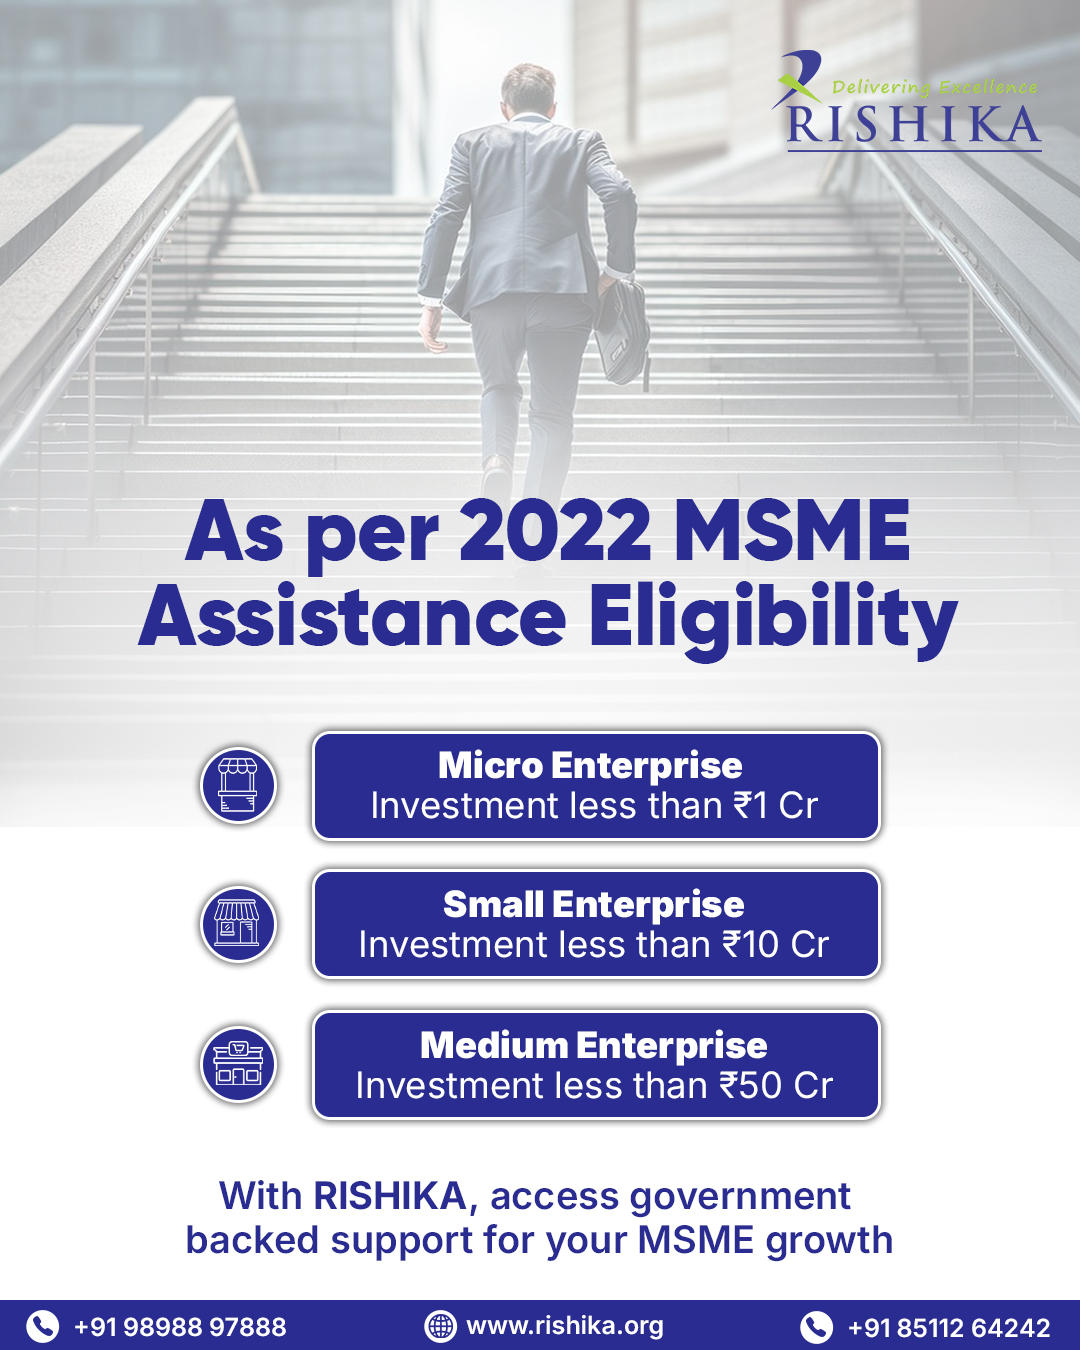 Delivering Excellence
RISHIKA
As per 2022 MSME
Assistance Eligibility
Micro Enterprise
Investment less than ₹1 Cr
Small Enterprise
Investment less than ₹10 Cr
Medium Enterprise
Investment less than ₹50 Cr
With RISHIKA, access government
backed support for your MSME growth
+91 98988 97888
www.rishika.org
+91 85112 64242